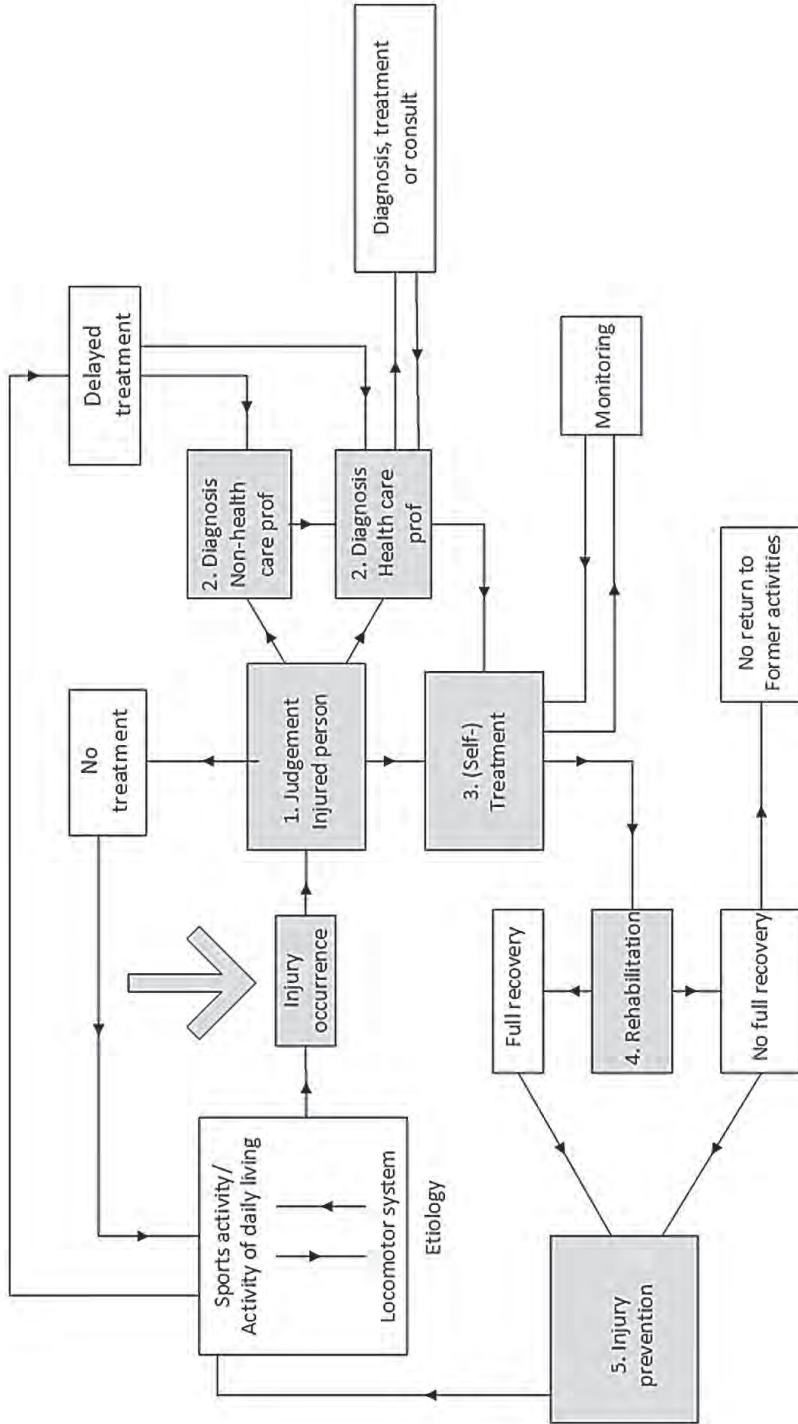 Delayed
treatment
No
treatment
Sports activity/
Activity of daily living
Locomotor system
Etiology
Injury
occurrence
1. Judgement
Injured person
2. Diagnosis
Non-health
care prof
2. Diagnosis
Health care
prof
Diagnosis, treatment
or consult
3. (Self-)
Treatment
Monitoring
Full recovery
4. Rehabilitation
No full recovery
No return to
Former activities
5. Injury
prevention